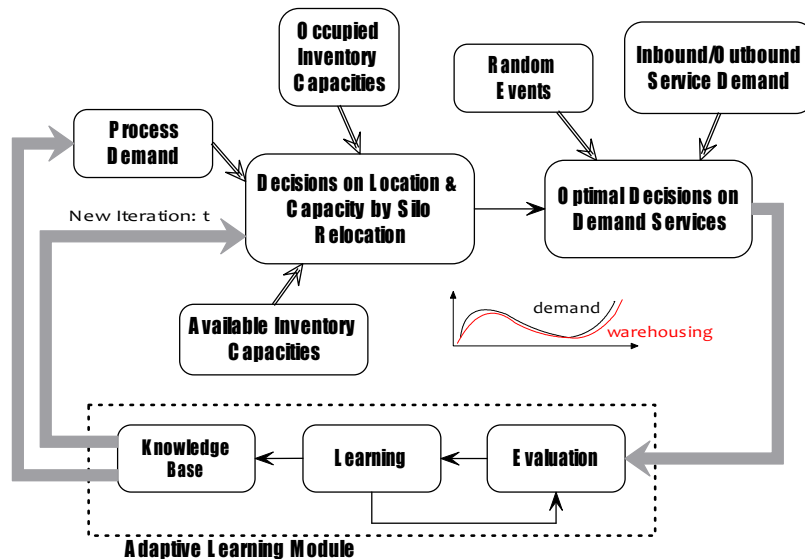 Occupied
Inventory
Capacities
Random
Events
Inbound/Outbound
Service Demand
Process
Demand
Decisions on Location &
Capacity by Silo
Relocation
Optimal Decisions on
Demand Services
New Iteration: t
Available Inventory
Capacities
demand
warehousing
Knowledge
Base
Learning
Evaluation
Adaptive Learning Module